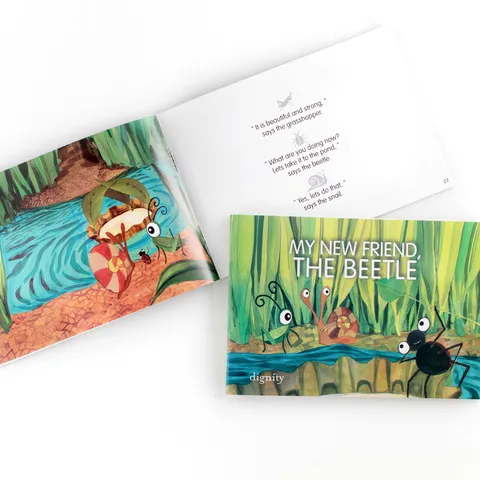 " It is beautiful and strong,"
says the grasshopper.
" What are you doing now?
Lets take it to the pond,"
says the beetle.
" Yes, lets do that,"
says the snail.
22
MY NEW FRIEND,
THE BEETLE
dignity